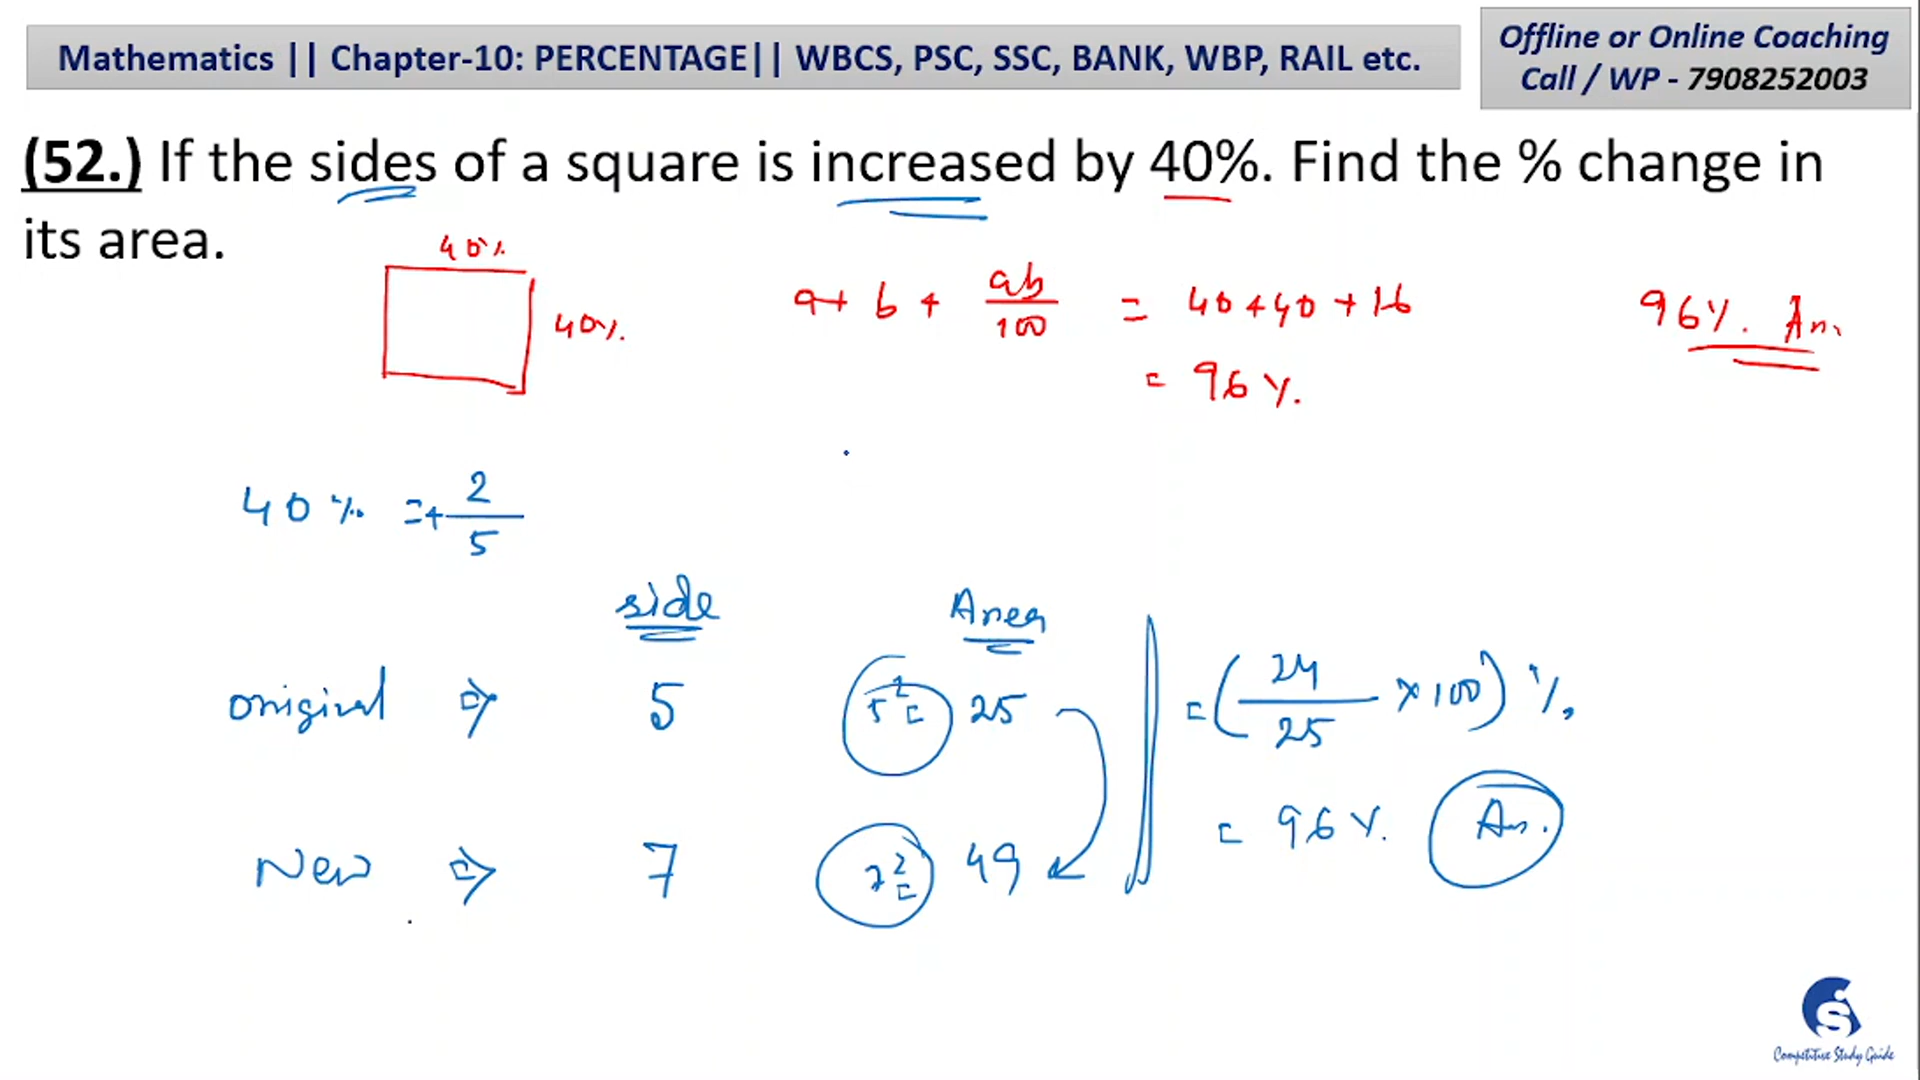 Mathematics || Chapter-10: PERCENTAGE|| WBCS, PSC, SSC, BANK, WBP, RAIL etc.
Offline or Online Coaching
Call / WP - 7908252003
(52.) If the sides of a square is increased by 40%. Find the % change in
its area.
40%
40%
a + b + ab/100 = 40 + 40 + 16
= 96%.
96%. An.
40% = + 2/5
side Area
original ⇒ 5 5² = 25
New ⇒ 7 7² = 49
= (24/25 × 100) %.
= 96%. An.
Competitive Study Guide